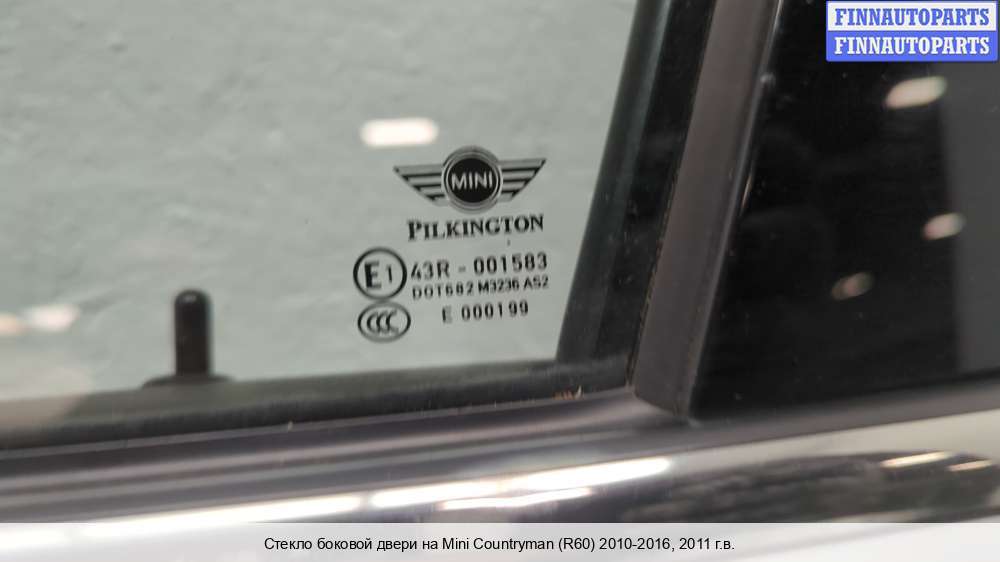 FINNAUTOPARTS
FINNAUTOPARTS
MINI
PILKINGTON
E1 43R - 001583
DOT682 M3236 AS2
CCC E 000199
Стекло боковой двери на Mini Countryman (R60) 2010-2016, 2011 г.в.